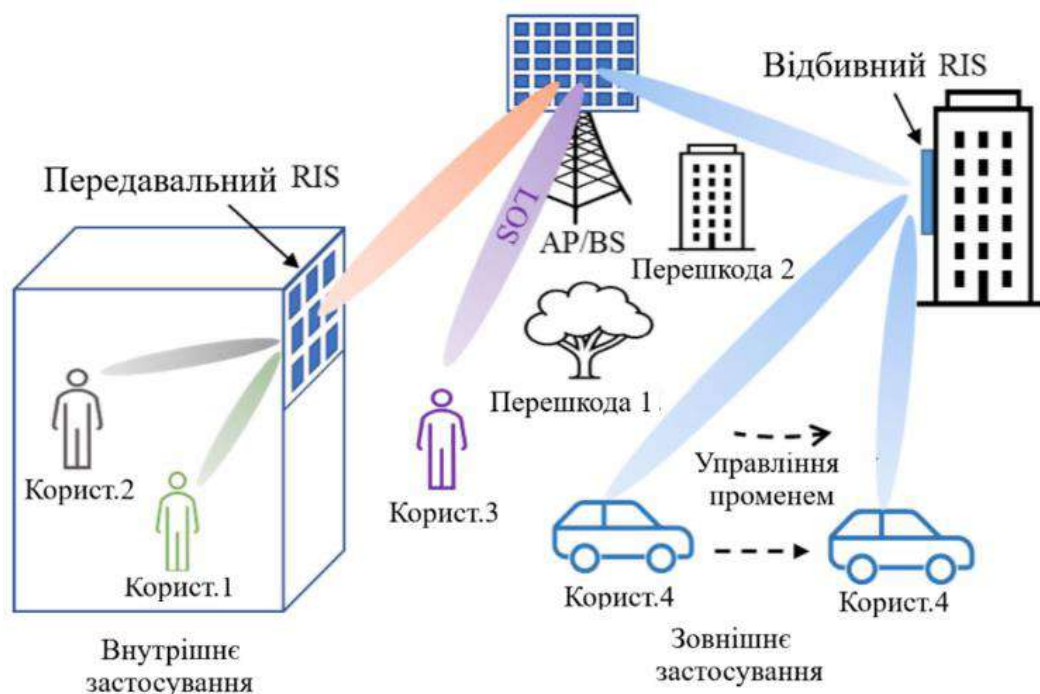 Відбивний RIS
Передавальний RIS
LOS
AP/BS
Перешкода 2
Перешкода 1.
Корист.2
Корист.1
Корист.3
Управління
променем
Корист.4
Корист.4
Внутрішнє
застосування
Зовнішнє
застосування